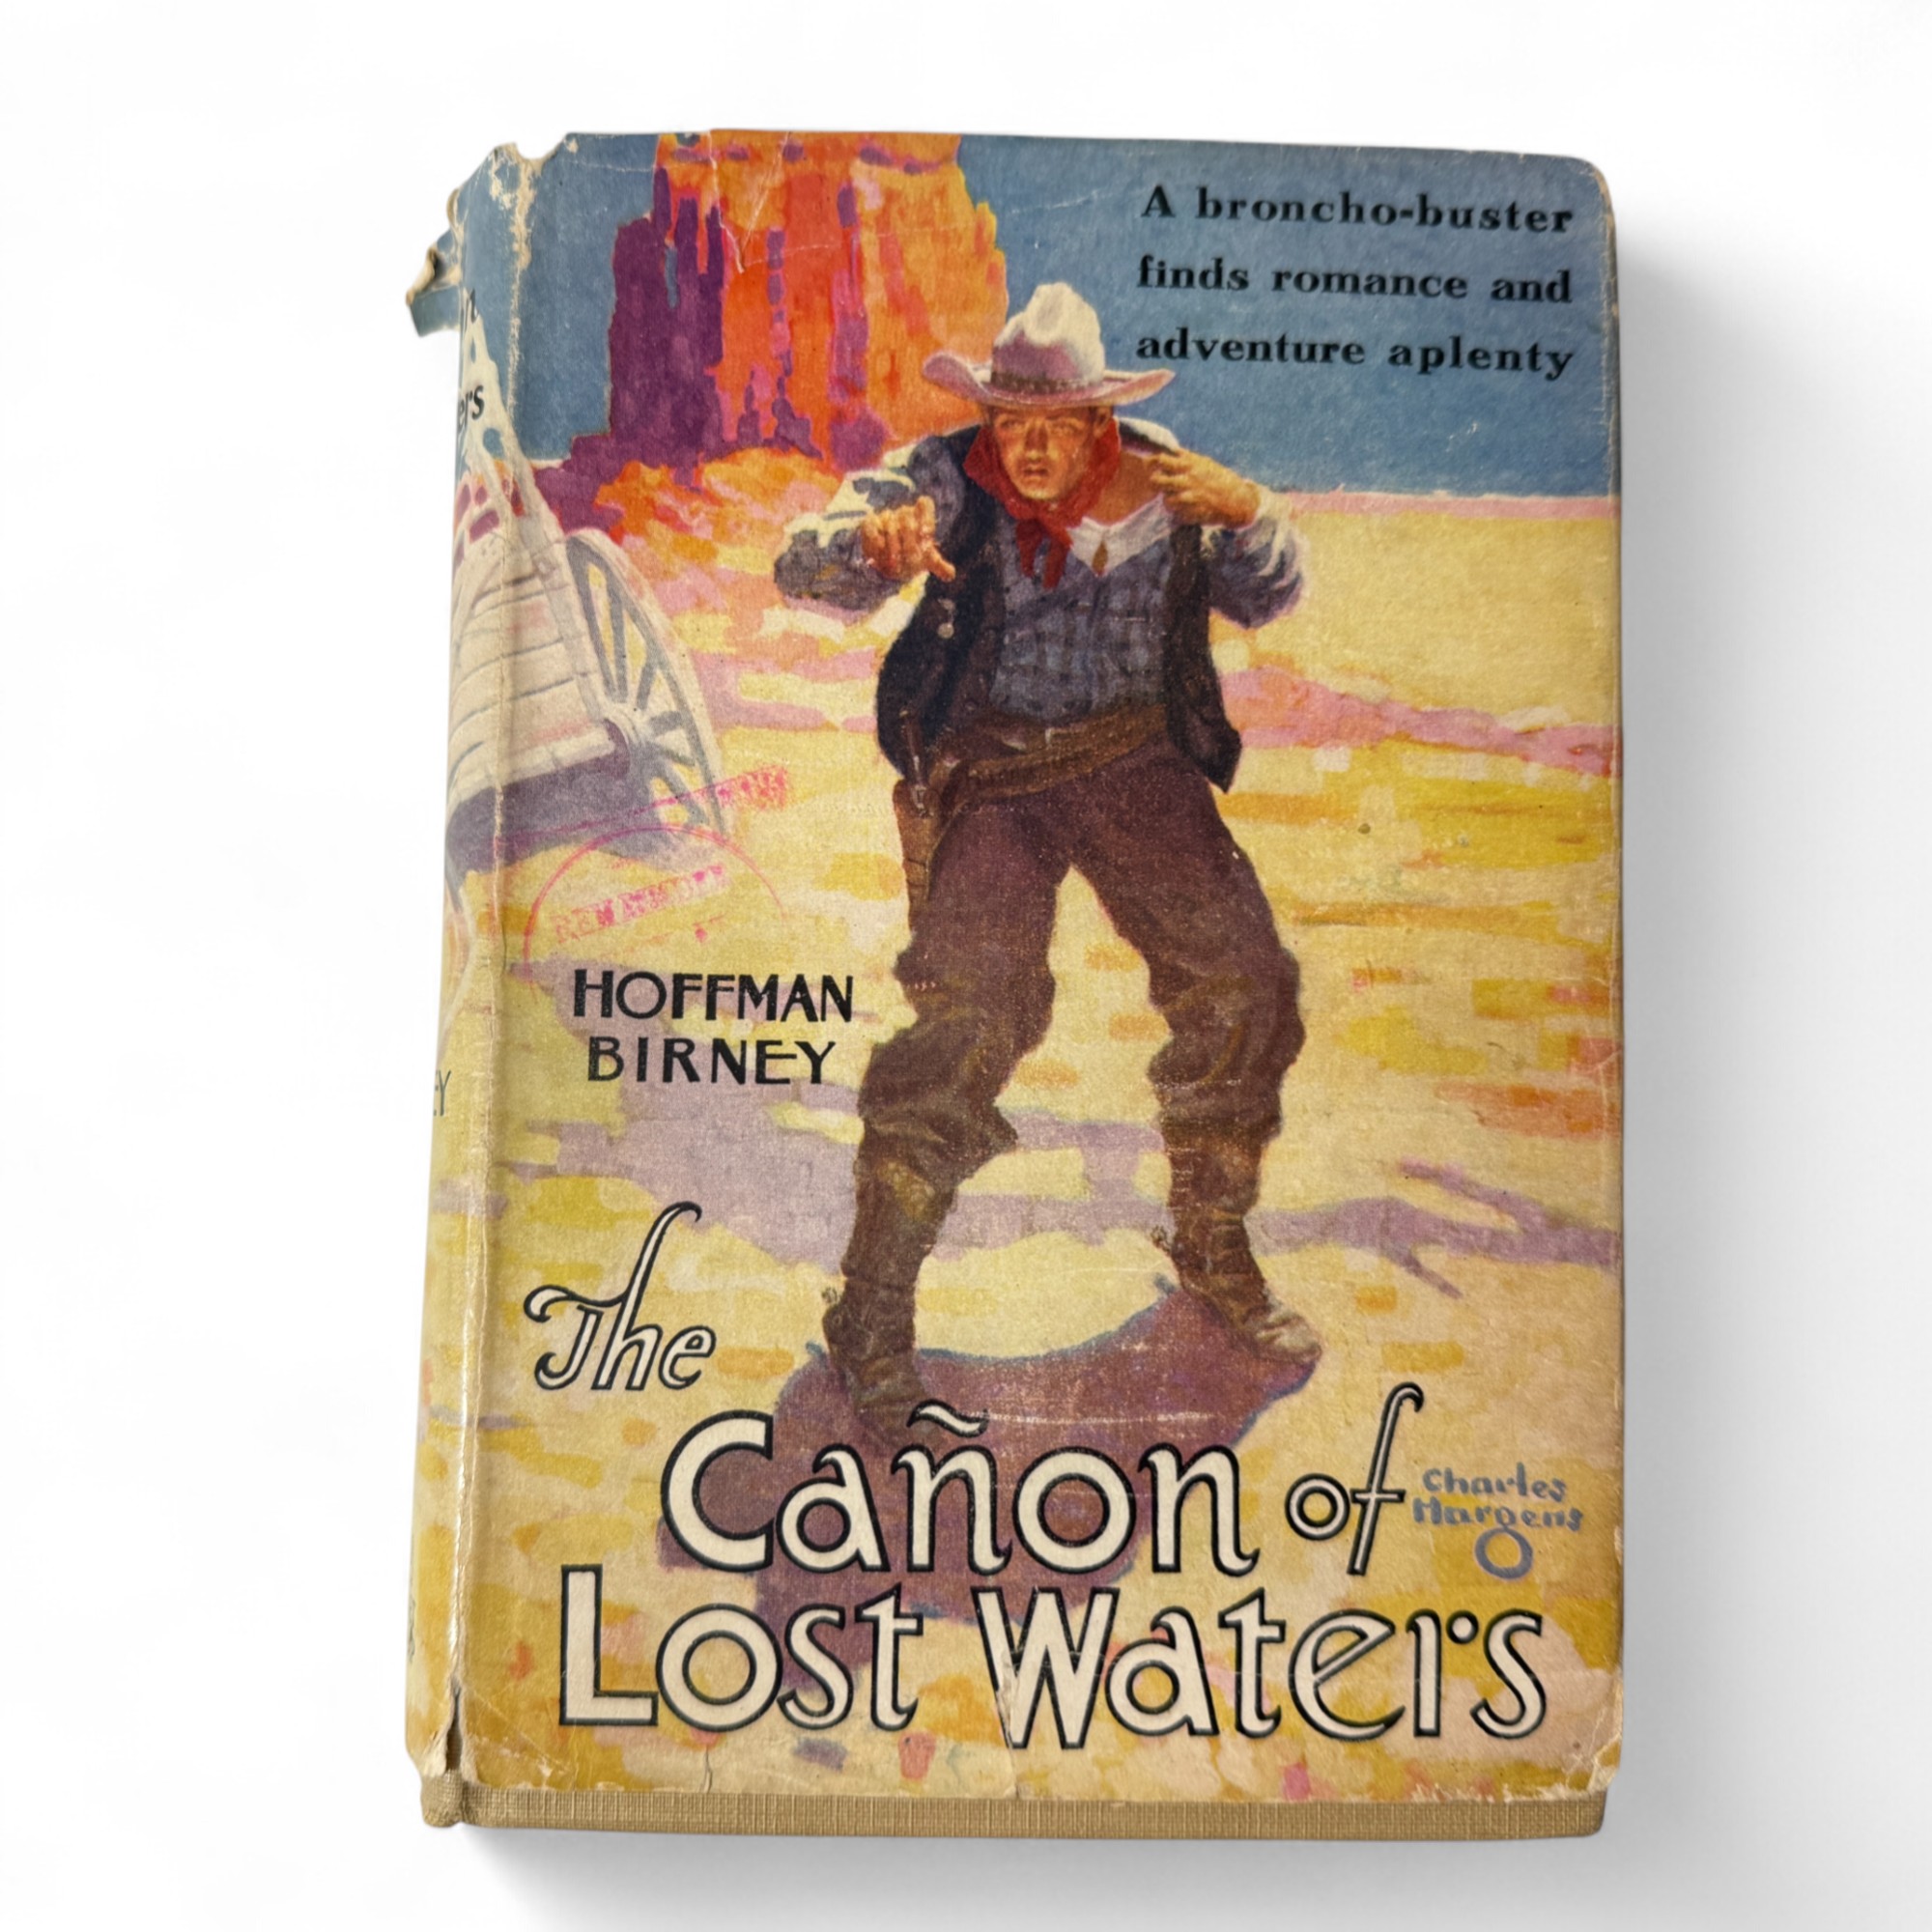 A broncho-buster
finds romance and
adventure aplenty
HOFFMAN
BIRNEY
The
Cañon of
Lost Waters
Charles
Hargens